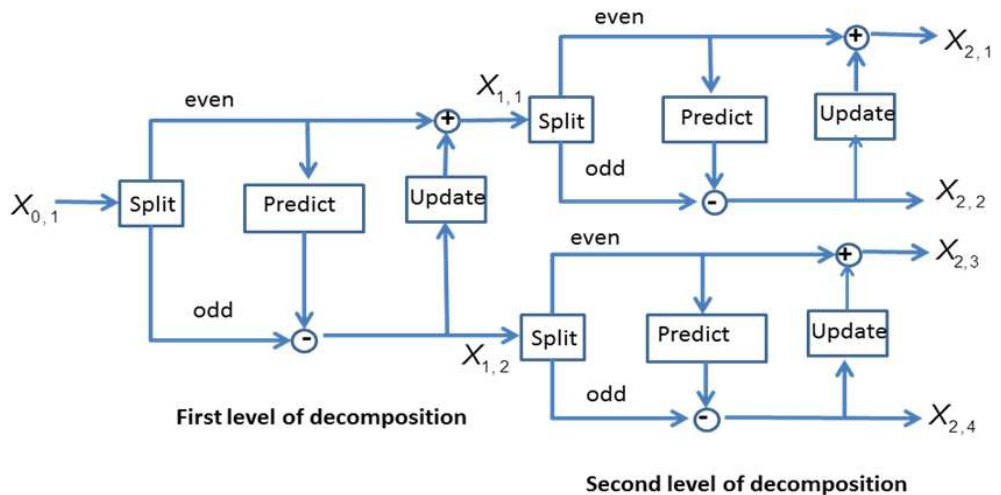 even
X2,1
X1,1
even
+
+
Split
Predict
Update
odd
X0,1
Split
Predict
Update
-
X2,2
even
X2,3
+
odd
-
Split
Predict
Update
X1,2
odd
First level of decomposition
-
X2,4
Second level of decomposition